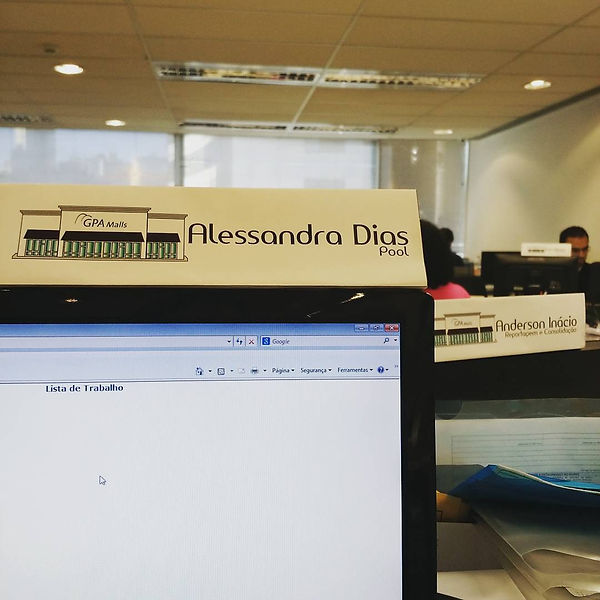 GPA Malls
Alessandra Dias
Pool
GPA Malls
Anderson Inácio
Reportagem e Consolidação
Google
Página
Segurança
Ferramentas
Lista de Trabalho